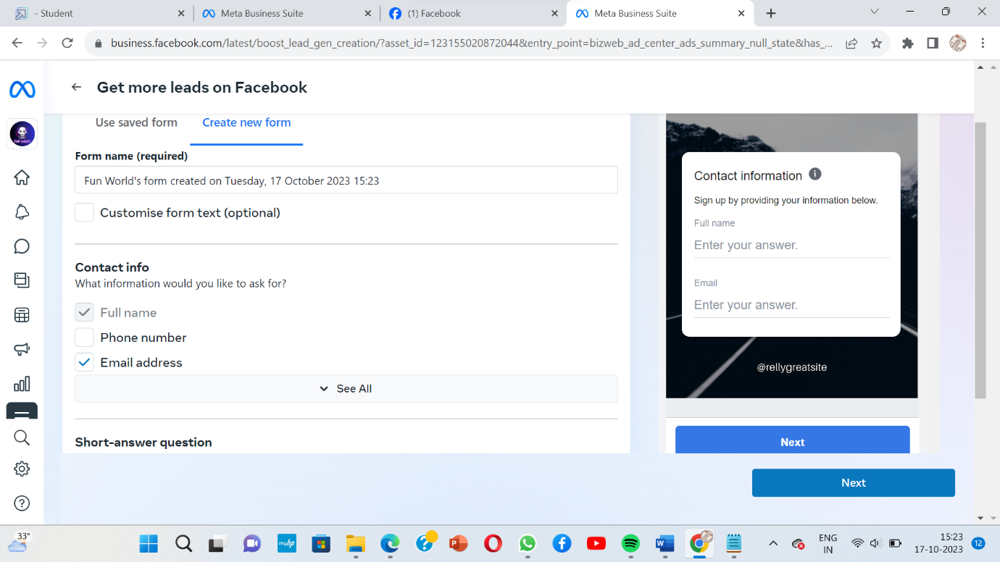 - Student
Meta Business Suite
(1) Facebook
Meta Business Suite
business.facebook.com/latest/boost_lead_gen_creation/?asset_id=123155020872044&entry_point=bizweb_ad_center_ads_summary_null_state&has_...
Get more leads on Facebook
Use saved form
Create new form
Form name (required)
Fun World's form created on Tuesday, 17 October 2023 15:23
Customise form text (optional)
Contact info
What information would you like to ask for?
Full name
Phone number
Email address
See All
Short-answer question
Contact information
Sign up by providing your information below.
Full name
Enter your answer.
Email
Enter your answer.
@rellygreatsite
Next
Next
33°
myhp
ENG
IN
15:23
17-10-2023
12